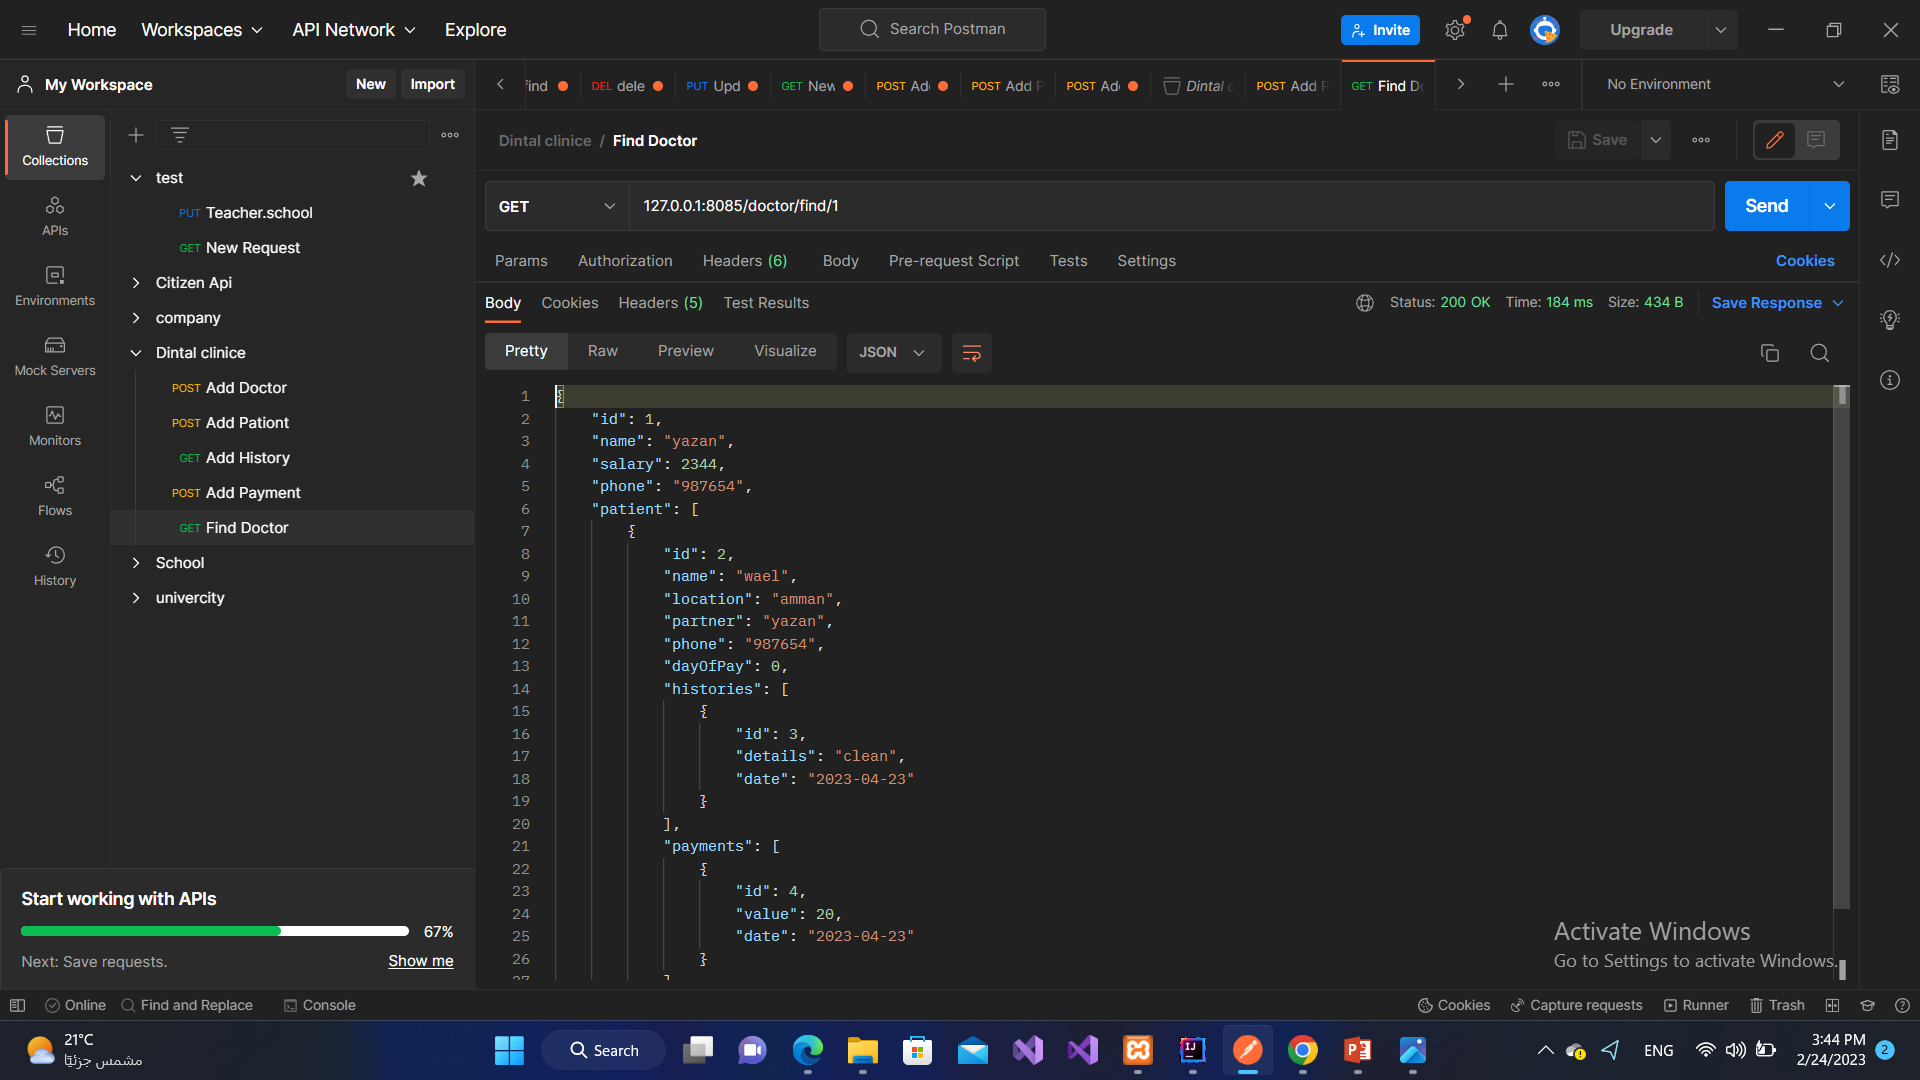 Home Workspaces API Network Explore Search Postman Invite Upgrade
My Workspace New Import
find DEL dele PUT Upd GET New POST Ad POST Add P POST Ad Dintal c POST Add P GET Find Do No Environment
Collections
APIs
Environments
Mock Servers
Monitors
Flows
History
test
PUT Teacher.school
GET New Request
Citizen Api
company
Dintal clinice
POST Add Doctor
POST Add Pationt
GET Add History
POST Add Payment
GET Find Doctor
School
univercity
Start working with APIs
67%
Next: Save requests. Show me
Dintal clinice / Find Doctor Save
GET 127.0.0.1:8085/doctor/find/1 Send
Params Authorization Headers (6) Body Pre-request Script Tests Settings Cookies
Body Cookies Headers (5) Test Results Status: 200 OK Time: 184 ms Size: 434 B Save Response
Pretty Raw Preview Visualize JSON
1 {
2 "id": 1,
3 "name": "yazan",
4 "salary": 2344,
5 "phone": "987654",
6 "patient": [
7 {
8 "id": 2,
9 "name": "wael",
10 "location": "amman",
11 "partner": "yazan",
12 "phone": "987654",
13 "dayOfPay": 0,
14 "histories": [
15 {
16 "id": 3,
17 "details": "clean",
18 "date": "2023-04-23"
19 }
20 ],
21 "payments": [
22 {
23 "id": 4,
24 "value": 20,
25 "date": "2023-04-23"
26 }
27 ]
Activate Windows
Go to Settings to activate Windows.
Online Find and Replace Console Cookies Capture requests Runner Trash
21°C
مشمس جزئيًا
Search
ENG
3:44 PM
2/24/2023 2